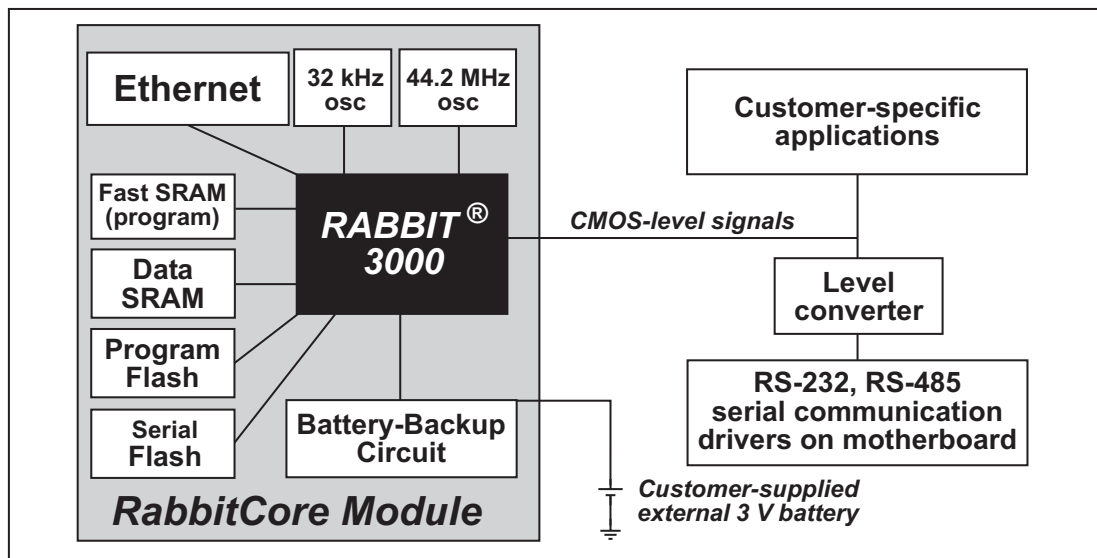 Ethernet
32 kHz
osc
44.2 MHz
osc
Fast SRAM
(program)
Data
SRAM
Program
Flash
Serial
Flash
RABBIT ®
3000
Battery-Backup
Circuit
RabbitCore Module
CMOS-level signals
Customer-specific
applications
Level
converter
RS-232, RS-485
serial communication
drivers on motherboard
Customer-supplied
external 3 V battery